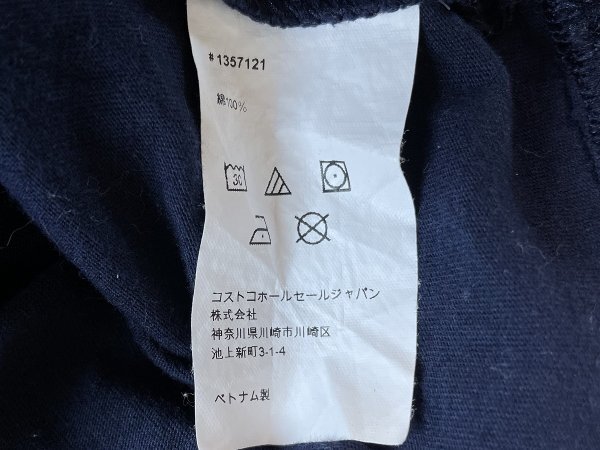 #1357121
綿100%
30
コストコホールセールジャパン
株式会社
神奈川県川崎市川崎区
池上新町3-1-4
ベトナム製